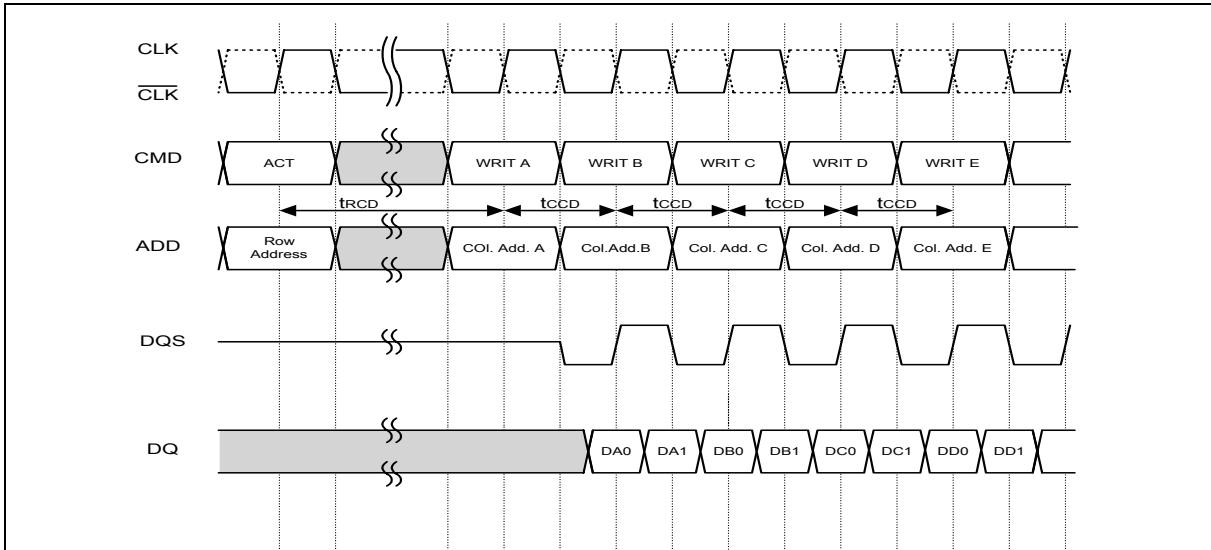 CLK
CLK
CMD
ACT
WRIT A
WRIT B
WRIT C
WRIT D
WRIT E
tRCD
tCCD
tCCD
tCCD
tCCD
ADD
Row
Address
COl. Add. A
Col.Add.B
Col. Add. C
Col. Add. D
Col. Add. E
DQS
DQ
DA0
DA1
DB0
DB1
DC0
DC1
DD0
DD1